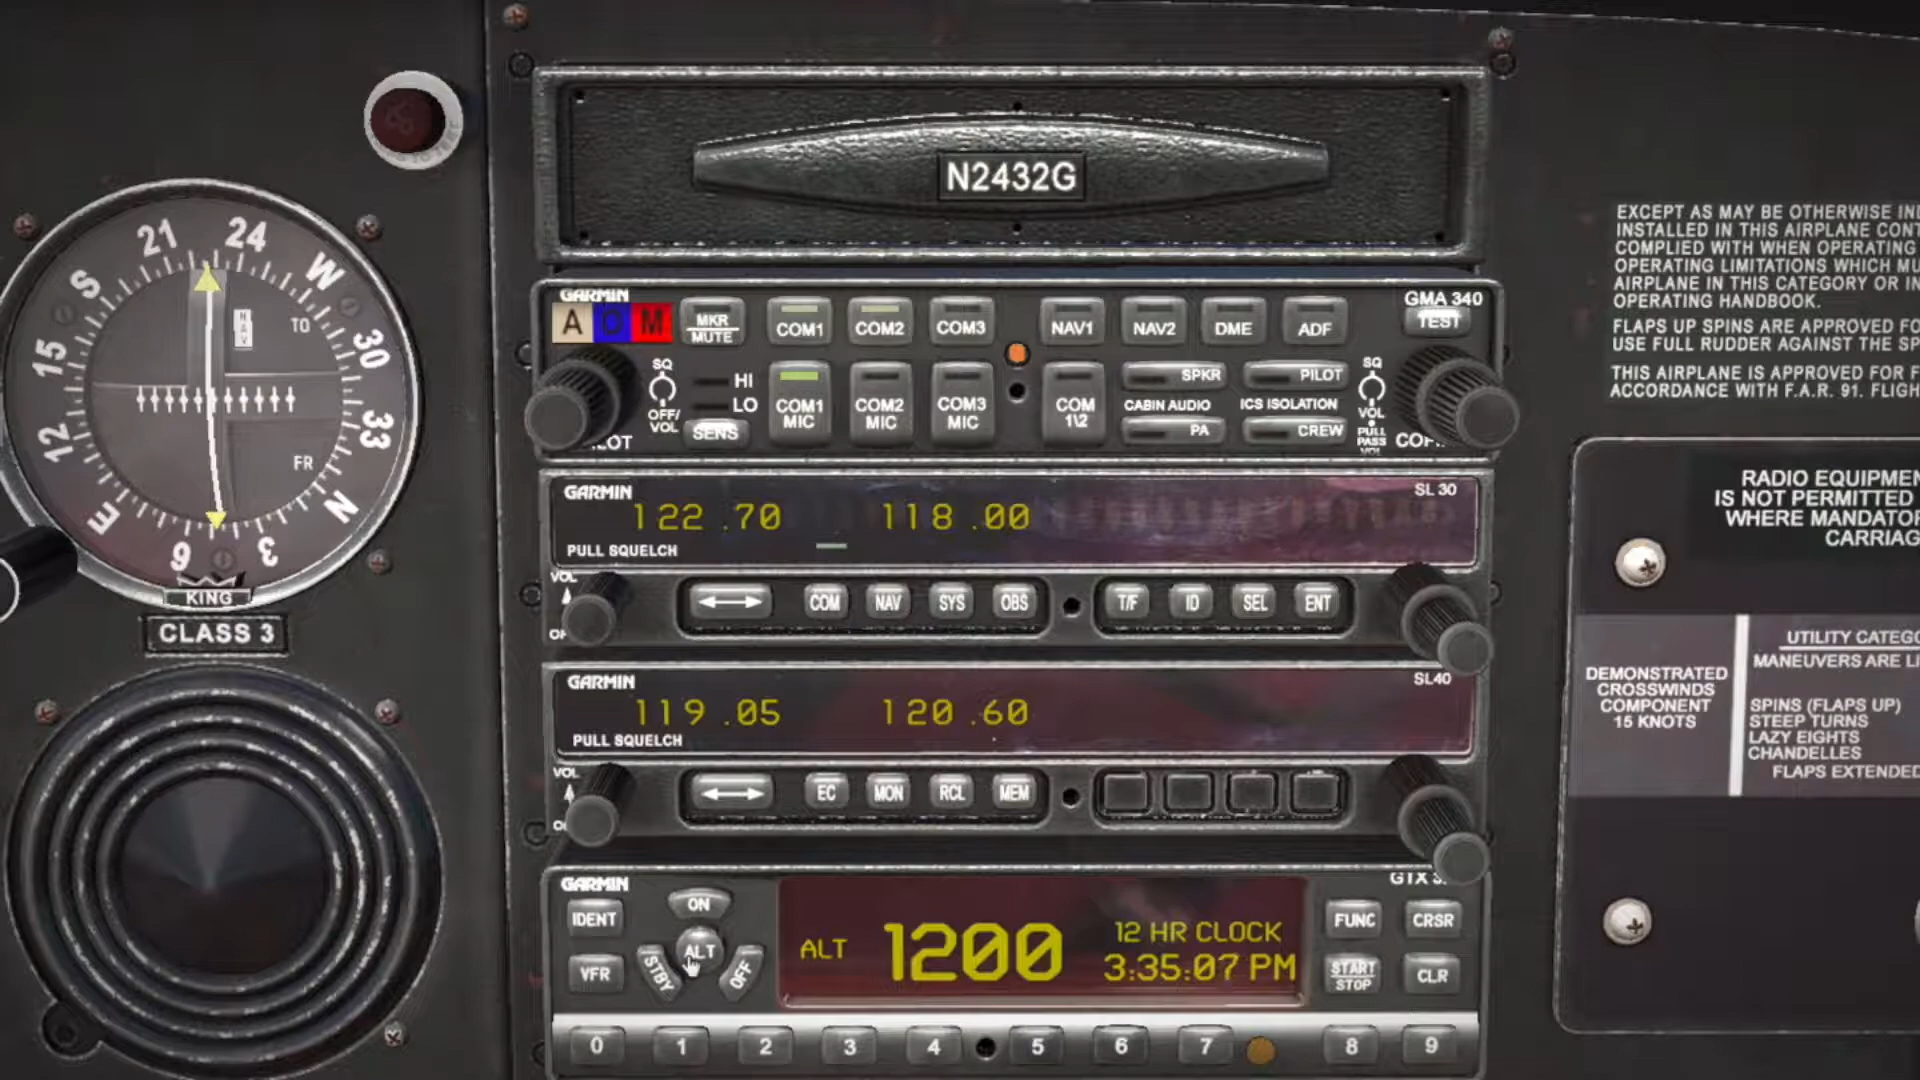 N2432G
21 24 W 30 33 N 3 6 E 12 15 S
NAV
TO
FR
KING
CLASS 3
GARMIN
GMA 340
A O M
MKR
MUTE
COM1 COM2 COM3 NAV1 NAV2 DME ADF
TEST
SQ
OFF/
VOL
HI
LO
SENS
COM1
MIC
COM2
MIC
COM3
MIC
COM
1\2
SPKR
CABIN AUDIO
PA
PILOT
ICS ISOLATION
CREW
SQ
VOL
PULL
PASS
VOL
GARMIN
SL 30
122.70 118.00
PULL SQUELCH
VOL
COM NAV SYS OBS T/F ID SEL ENT
GARMIN
SL40
119.05 120.60
PULL SQUELCH
VOL
EC MON RCL MEM
GARMIN
IDENT
VFR
ON
ALT
STBY
OFF
ALT 1200
12 HR CLOCK
3:35:07 PM
FUNC CRSR
START
STOP
CLR
0 1 2 3 4 5 6 7 8 9
EXCEPT AS MAY BE OTHERWISE
INSTALLED IN THIS AIRPLANE
COMPLIED WITH WHEN OPERATING
OPERATING LIMITATIONS WHICH
AIRPLANE IN THIS CATEGORY OR
OPERATING HANDBOOK.
FLAPS UP SPINS ARE APPROVED
USE FULL RUDDER AGAINST THE
THIS AIRPLANE IS APPROVED FOR
ACCORDANCE WITH F.A.R. 91.
RADIO
IS NOT PERMITTED
WHERE
DEMONSTRATED
CROSSWINDS
COMPONENT
15 KNOTS
UTILITY
MANEUVERS ARE
SPINS (FLAPS UP)
STEEP TURNS
LAZY EIGHTS
CHANDELLES
FLAPS EXTENDED